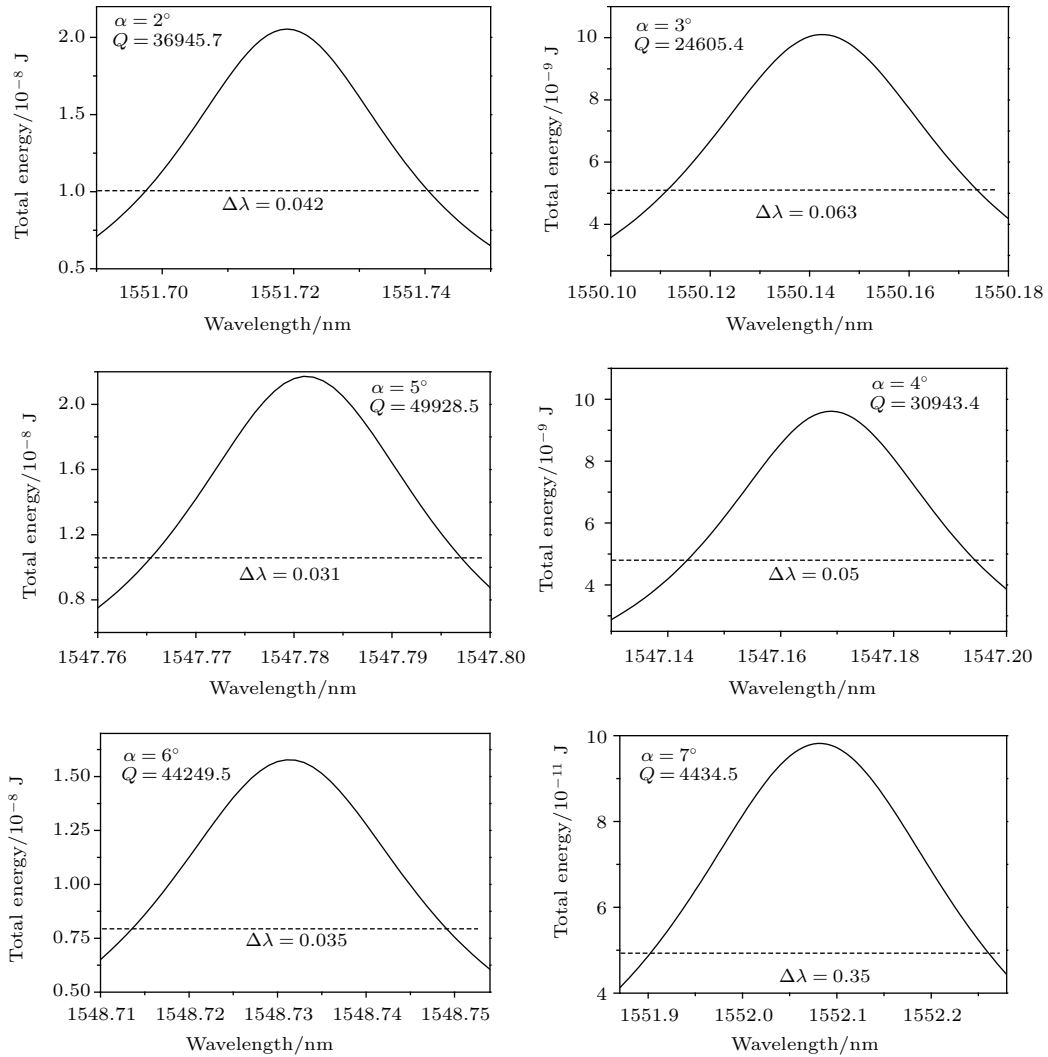 α = 2°
Q = 36945.7
Total energy/10⁻⁸ J
2.0
1.5
1.0
0.5
Δλ = 0.042
1551.70 1551.72 1551.74
Wavelength/nm
α = 3°
Q = 24605.4
Total energy/10⁻⁹ J
10
8
6
4
Δλ = 0.063
1550.10 1550.12 1550.14 1550.16 1550.18
Wavelength/nm
α = 5°
Q = 49928.5
Total energy/10⁻⁸ J
2.0
1.6
1.2
0.8
Δλ = 0.031
1547.76 1547.77 1547.78 1547.79 1547.80
Wavelength/nm
α = 4°
Q = 30943.4
Total energy/10⁻⁹ J
10
8
6
4
Δλ = 0.05
1547.14 1547.16 1547.18 1547.20
Wavelength/nm
α = 6°
Q = 44249.5
Total energy/10⁻⁸ J
1.50
1.25
1.00
0.75
0.50
Δλ = 0.035
1548.71 1548.72 1548.73 1548.74 1548.75
Wavelength/nm
α = 7°
Q = 4434.5
Total energy/10⁻¹¹ J
10
8
6
4
Δλ = 0.35
1551.9 1552.0 1552.1 1552.2
Wavelength/nm